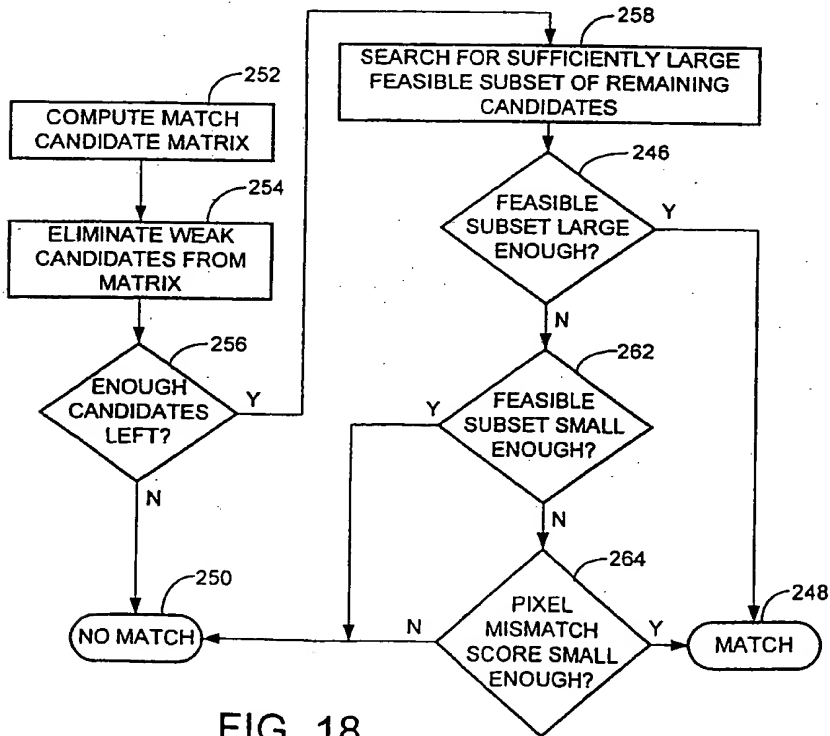 252
COMPUTE MATCH
CANDIDATE MATRIX
254
ELIMINATE WEAK
CANDIDATES FROM
MATRIX
256
ENOUGH
CANDIDATES
LEFT?
Y
N
250
NO MATCH
258
SEARCH FOR SUFFICIENTLY LARGE
FEASIBLE SUBSET OF REMAINING
CANDIDATES
246
FEASIBLE
SUBSET LARGE
ENOUGH?
Y
N
262
FEASIBLE
SUBSET SMALL
ENOUGH?
Y
N
264
PIXEL
MISMATCH
SCORE SMALL
ENOUGH?
N
Y
248
MATCH
FIG. 18